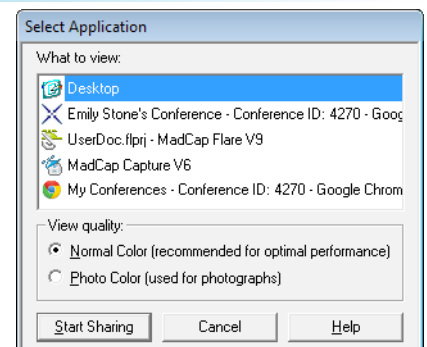 Select Application
What to view:
Desktop
Emily Stone's Conference - Conference ID: 4270 - Goog
UserDoc.flprj - MadCap Flare V9
MadCap Capture V6
My Conferences - Conference ID: 4270 - Google Chrom
View quality:
Normal Color (recommended for optimal performance)
Photo Color (used for photographs)
Start Sharing Cancel Help